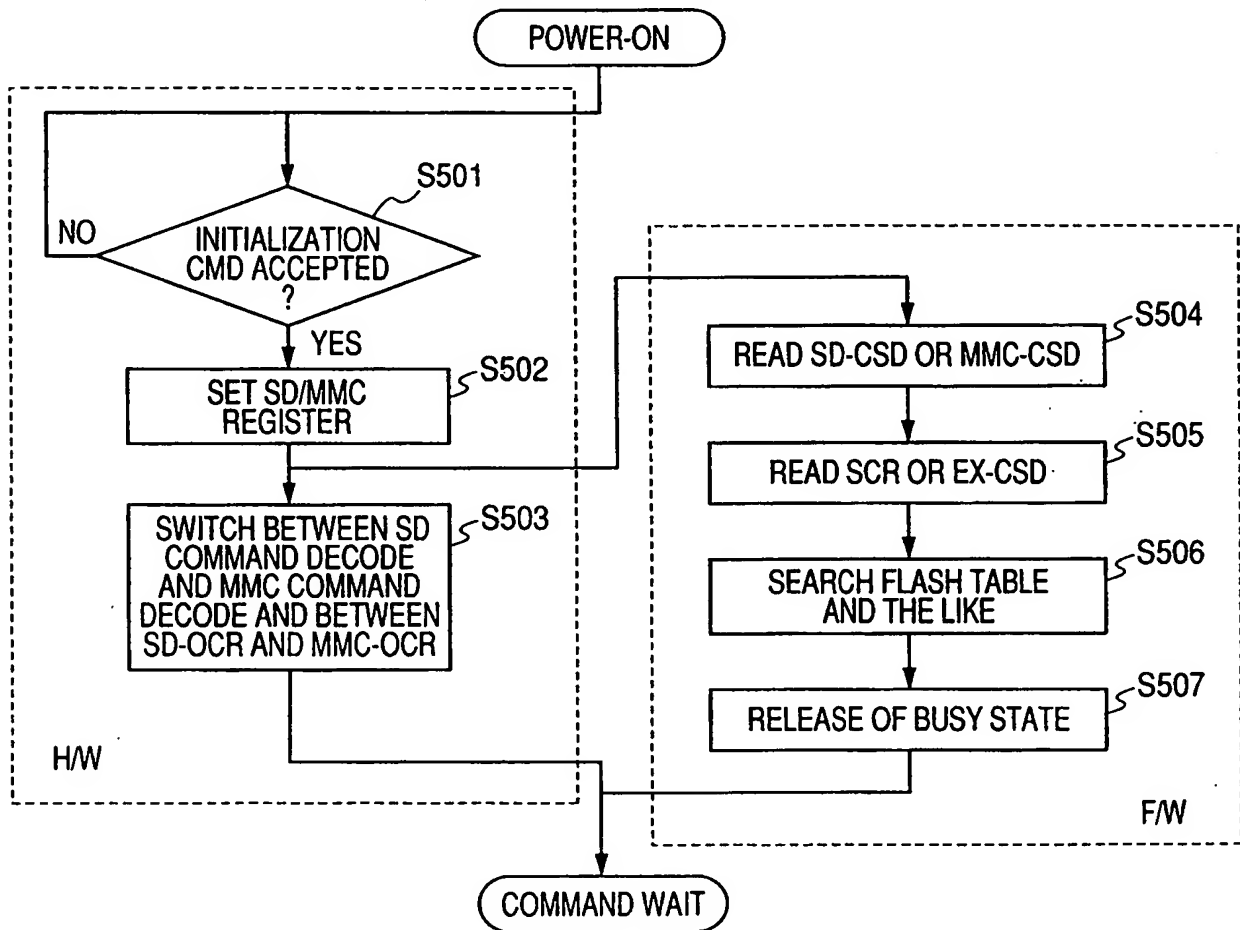 POWER-ON
S501
NO
INITIALIZATION
CMD ACCEPTED
?
YES
S502
SET SD/MMC
REGISTER
S503
SWITCH BETWEEN SD
COMMAND DECODE
AND MMC COMMAND
DECODE AND BETWEEN
SD-OCR AND MMC-OCR
H/W
S504
READ SD-CSD OR MMC-CSD
S505
READ SCR OR EX-CSD
S506
SEARCH FLASH TABLE
AND THE LIKE
S507
RELEASE OF BUSY STATE
F/W
COMMAND WAIT